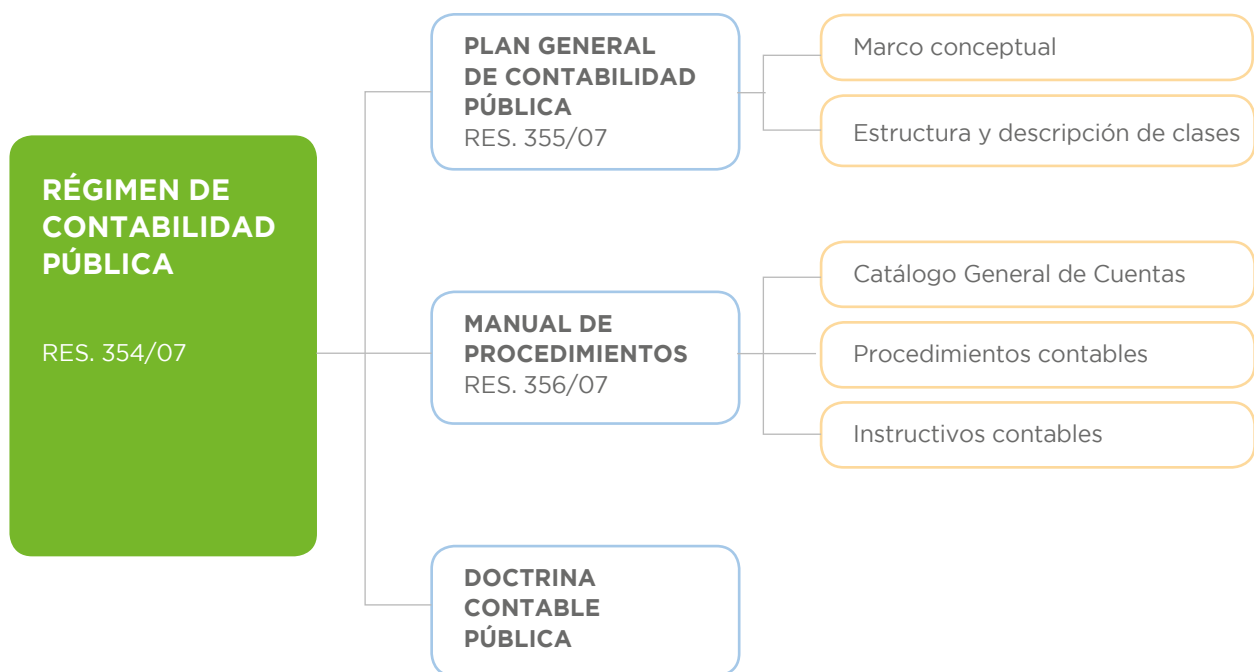 RÉGIMEN DE
CONTABILIDAD
PÚBLICA
RES. 354/07
PLAN GENERAL
DE CONTABILIDAD
PÚBLICA
RES. 355/07
Marco conceptual
Estructura y descripción de clases
MANUAL DE
PROCEDIMIENTOS
RES. 356/07
Catálogo General de Cuentas
Procedimientos contables
Instructivos contables
DOCTRINA
CONTABLE
PÚBLICA